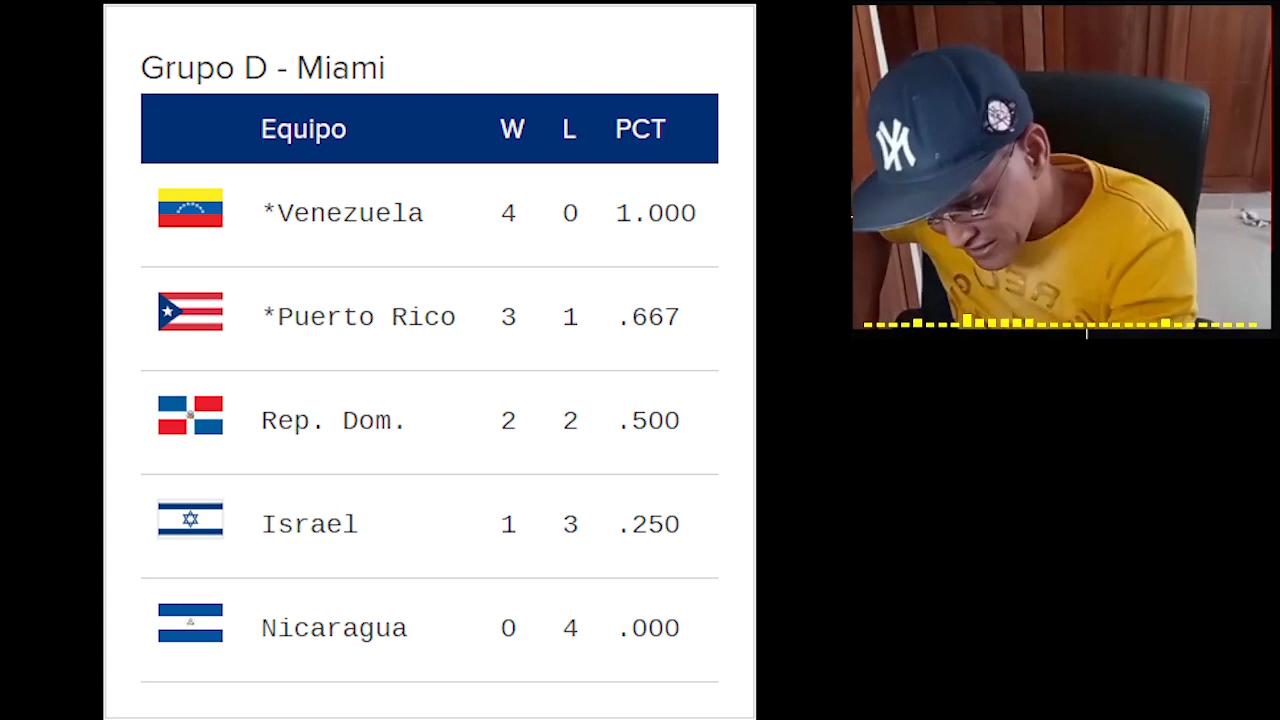 Grupo D - Miami
Equipo W L PCT
*Venezuela 4 0 1.000
*Puerto Rico 3 1 .667
Rep. Dom. 2 2 .500
Israel 1 3 .250
Nicaragua 0 4 .000
NY